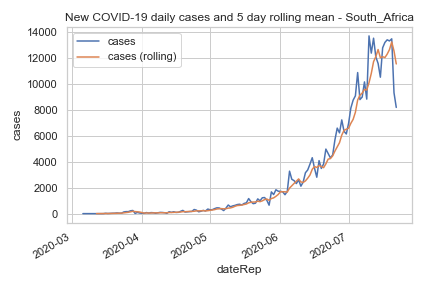 New COVID-19 daily cases and 5 day rolling mean - South_Africa
cases
cases (rolling)
14000
12000
10000
8000
6000
4000
2000
0
cases
2020-03
2020-04
2020-05
2020-06
2020-07
dateRep